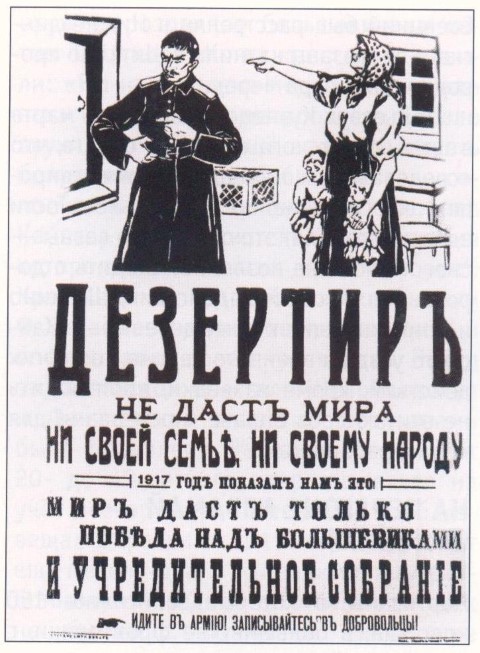 ДЕЗЕРТИРЪ
НЕ ДАСТЪ МИРА
НИ СВОЕЙ СЕМЬѢ, НИ СВОЕМУ НАРОДУ
1917 ГОДЪ ПОКАЗАЛЪ НАМЪ ЭТО:
МИРЪ ДАСТЪ ТОЛЬКО
ПОБѢДА НАДЪ БОЛЬШЕВИКАМИ
И УЧРЕДИТЕЛЬНОЕ СОБРАНІЕ
ИДИТЕ ВЪ АРМІЮ! ЗАПИСЫВАЙТЕСЬ ВЪ ДОБРОВОЛЬЦЫ!